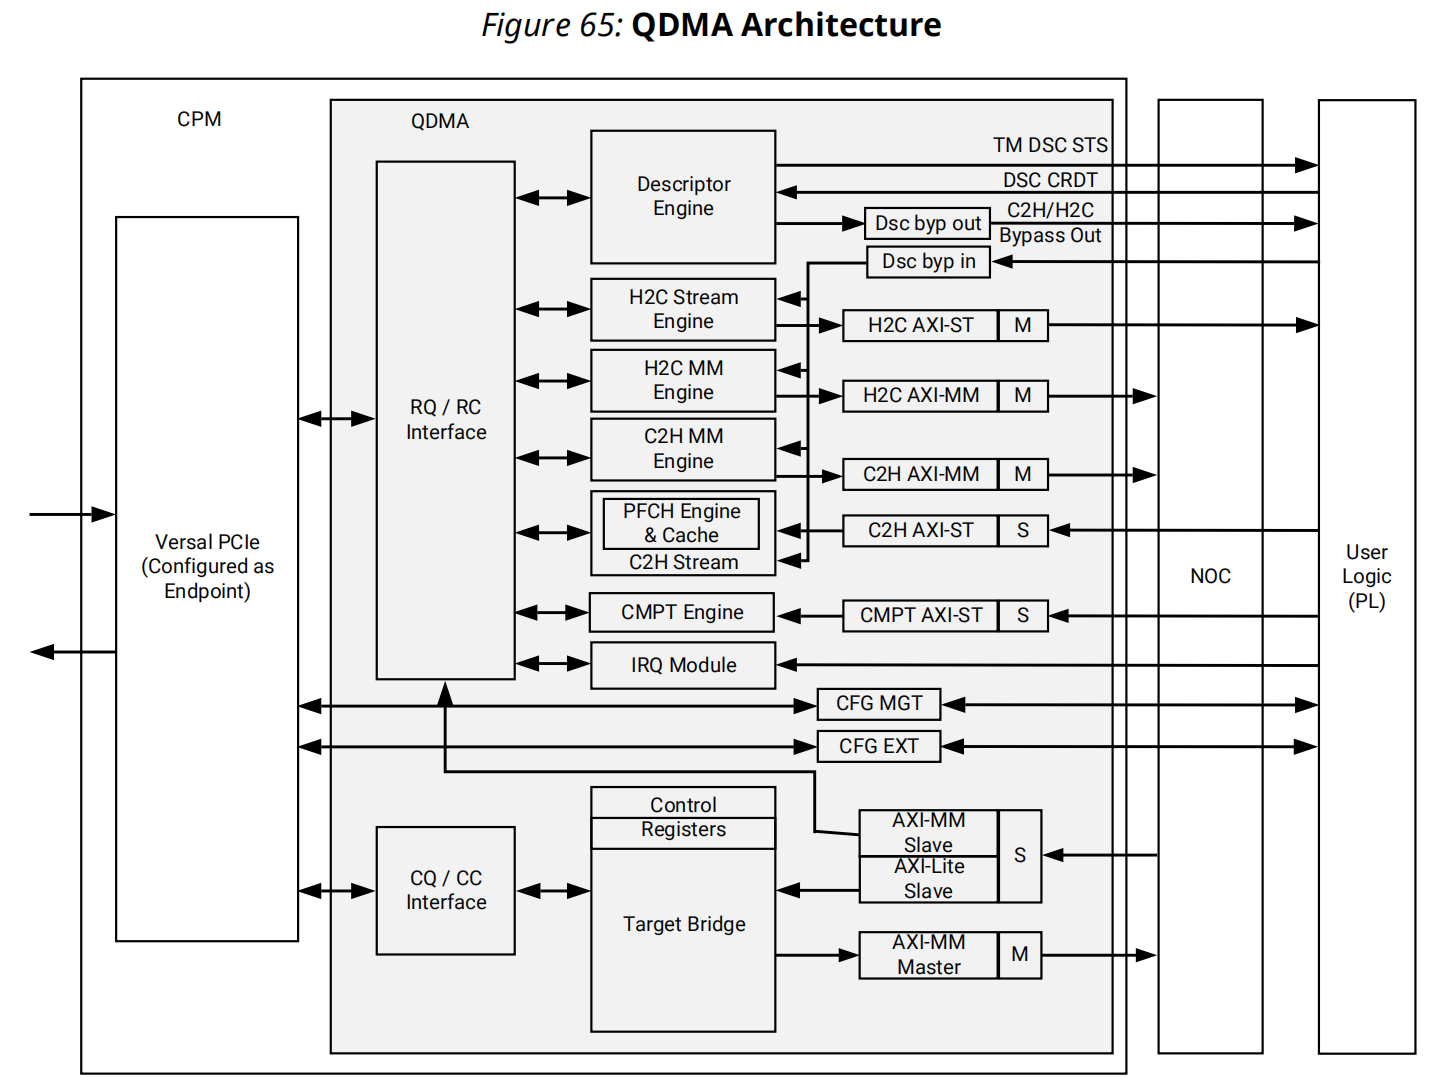 Figure 65: QDMA Architecture
CPM
QDMA
TM DSC STS
Descriptor
Engine
DSC CRDT
Dsc byp out
C2H/H2C
Bypass Out
Dsc byp in
H2C Stream
Engine
H2C AXI-ST
M
H2C MM
Engine
H2C AXI-MM
M
RQ / RC
Interface
C2H MM
Engine
C2H AXI-MM
M
PFCH Engine
& Cache
C2H Stream
C2H AXI-ST
S
Versal PCIe
(Configured as
Endpoint)
NOC
User
Logic
(PL)
CMPT Engine
CMPT AXI-ST
S
IRQ Module
CFG MGT
CFG EXT
Control
Registers
Target Bridge
AXI-MM
Slave
AXI-Lite
Slave
S
CQ / CC
Interface
AXI-MM
Master
M